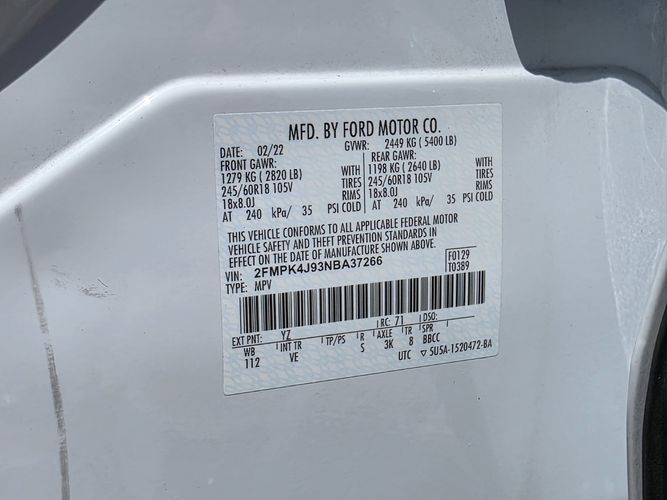 MFD. BY FORD MOTOR CO.
DATE: 02/22 GVWR: 2449 KG (5400 LB)
FRONT GAWR: REAR GAWR:
1279 KG (2820 LB) WITH 1198 KG (2640 LB) WITH
245/60R18 105V TIRES 245/60R18 105V TIRES
18x8.0J RIMS 18x8.0J RIMS
AT 240 kPa/ 35 PSI COLD AT 240 kPa/ 35 PSI COLD
THIS VEHICLE CONFORMS TO ALL APPLICABLE FEDERAL MOTOR
VEHICLE SAFETY AND THEFT PREVENTION STANDARDS IN
EFFECT ON THE DATE OF MANUFACTURE SHOWN ABOVE.
VIN: 2FMPK4J93NBA37266 F0129
TYPE: MPV T0389
EXT PNT: YZ RC: 71 DSO:
WB INT TR TP/PS R AXLE TR SPR
112 VE S 3K 8 BBCC
UTC ▽ 5U5A-1520472-BA